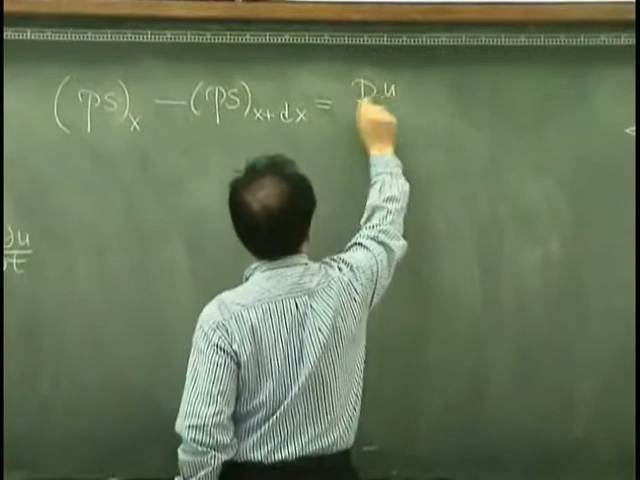 (ps)x − (ps)x+dx = Du
∂u
∂t